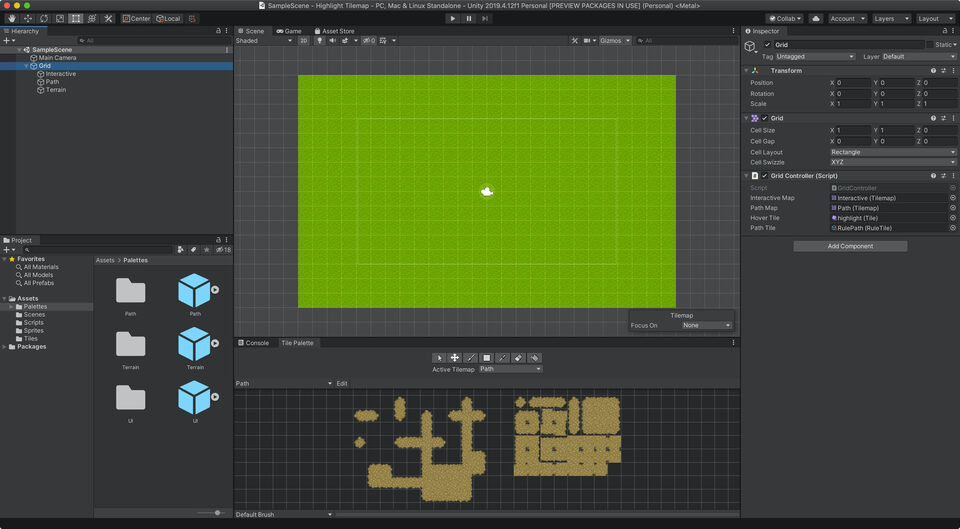 SampleScene - Highlight Tilemap - PC, Mac & Linux Standalone - Unity 2019.4.12f1 Personal [PREVIEW PACKAGES IN USE] (Personal) <Metal>
Center Local Collab Account Layers Layout
Hierarchy
All
SampleScene
Main Camera
Grid
Interactive
Path
Terrain
Scene Game Asset Store
Shaded 2D 0 Gizmos All
Tilemap
Focus On None
Project
18
Favorites
All Materials
All Models
All Prefabs
Assets
Palettes
Scenes
Scripts
Sprites
Tiles
Packages
Assets Palettes
Path Path
Terrain Terrain
UI UI
Console Tile Palette
Active Tilemap Path
Path Edit
Default Brush
Inspector
Grid Static
Tag Untagged Layer Default
Transform
Position X 0 Y 0 Z 0
Rotation X 0 Y 0 Z 0
Scale X 1 Y 1 Z 1
Grid
Cell Size X 1 Y 1 Z 0
Cell Gap X 0 Y 0 Z 0
Cell Layout Rectangle
Cell Swizzle XYZ
Grid Controller (Script)
Script GridController
Interactive Map Interactive (Tilemap)
Path Map Path (Tilemap)
Hover Tile highlight (Tile)
Path Tile RulePath (RuleTile)
Add Component